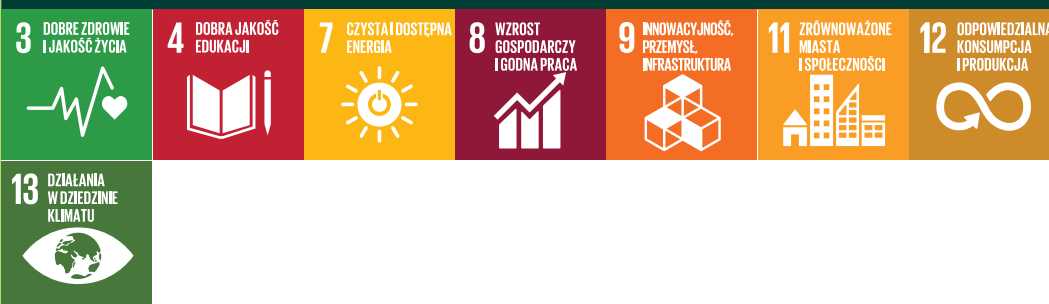 3 DOBRE ZDROWIE
I JAKOŚĆ ŻYCIA
4 DOBRA JAKOŚĆ
EDUKACJI
7 CZYSTA I DOSTĘPNA
ENERGIA
8 WZROST
GOSPODARCZY
I GODNA PRACA
9 INNOWACYJNOŚĆ,
PRZEMYSŁ,
INFRASTRUKTURA
11 ZRÓWNOWAŻONE
MIASTA
I SPOŁECZNOŚCI
12 ODPOWIEDZIALNA
KONSUMPCJA
I PRODUKCJA
13 DZIAŁANIA
W DZIEDZINIE
KLIMATU